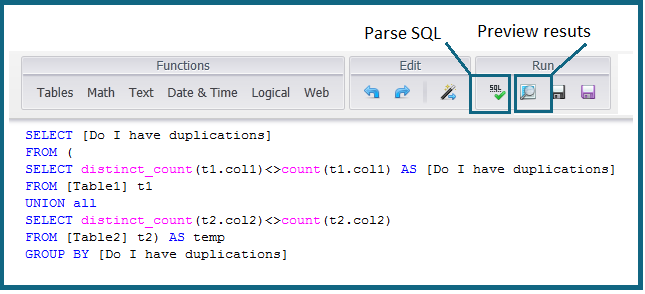 Parse SQL
Preview resuts
Functions
Edit
Run
Tables Math Text Date & Time Logical Web
SQL
SELECT [Do I have duplications]
FROM (
SELECT distinct_count(t1.col1)<>count(t1.col1) AS [Do I have duplications]
FROM [Table1] t1
UNION all
SELECT distinct_count(t2.col2)<>count(t2.col2)
FROM [Table2] t2) AS temp
GROUP BY [Do I have duplications]